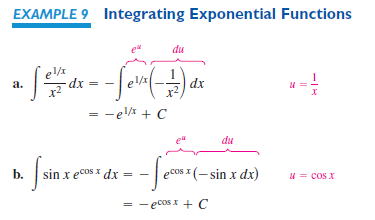 EXAMPLE 9 Integrating Exponential Functions
e^u du
a. ∫ e^{1/x}/x² dx = −∫ e^{1/x}(−1/x²) dx u = 1/x
= −e^{1/x} + C
e^u du
b. ∫ sin x e^{cos x} dx = −∫ e^{cos x}(−sin x dx) u = cos x
= −e^{cos x} + C